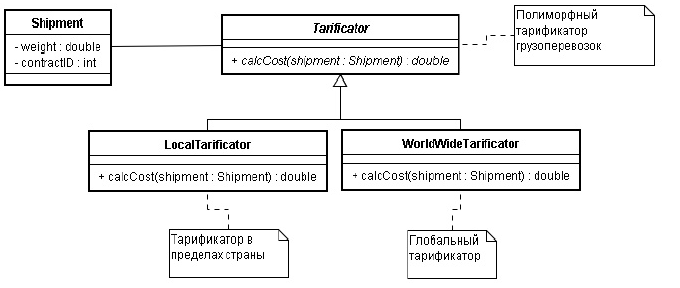 Shipment
- weight : double
- contractID : int
Tarificator
+ calcCost(shipment : Shipment) : double
Полиморфный
тарификатор
грузоперевозок
LocalTarificator
+ calcCost(shipment : Shipment) : double
WorldWideTarificator
+ calcCost(shipment : Shipment) : double
Тарификатор в
пределах страны
Глобальный
тарификатор